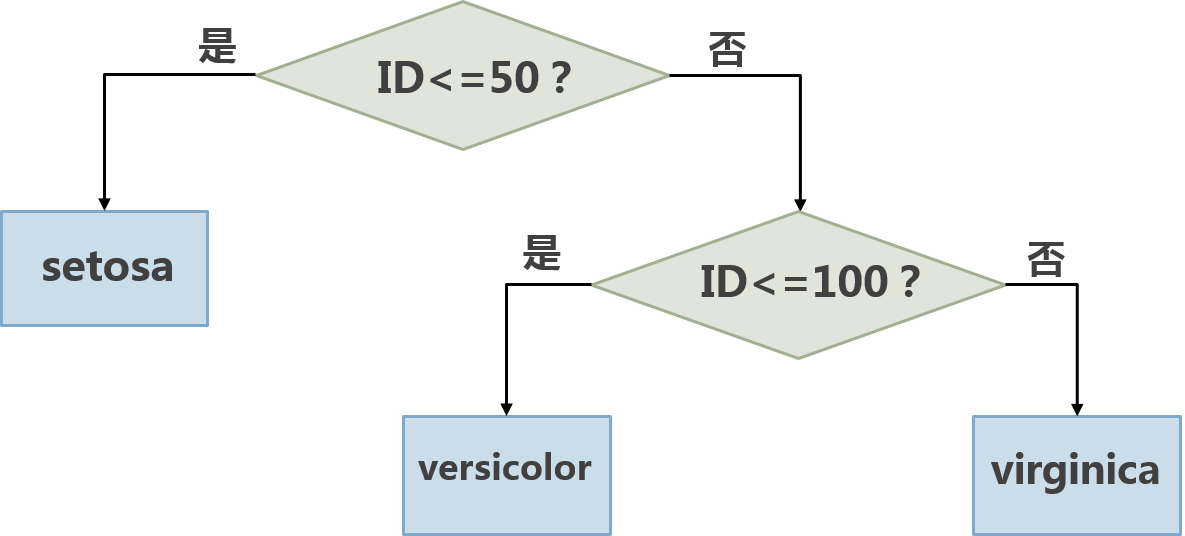 是
否
ID<=50？
setosa
是
否
ID<=100？
versicolor
virginica